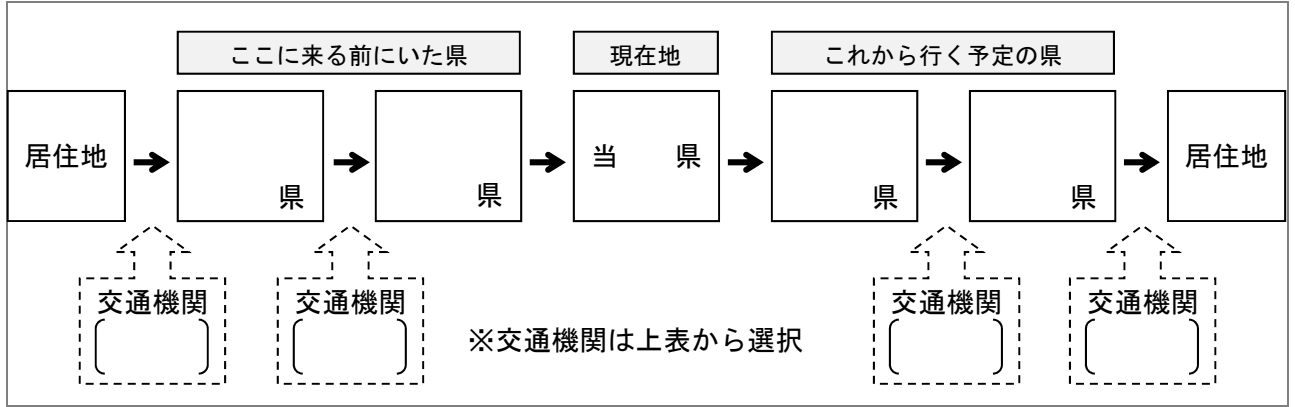 ここに来る前にいた県 現在地 これから行く予定の県
居住地 県 県 当 県 県 県 居住地
交通機関 交通機関 交通機関 交通機関
※交通機関は上表から選択